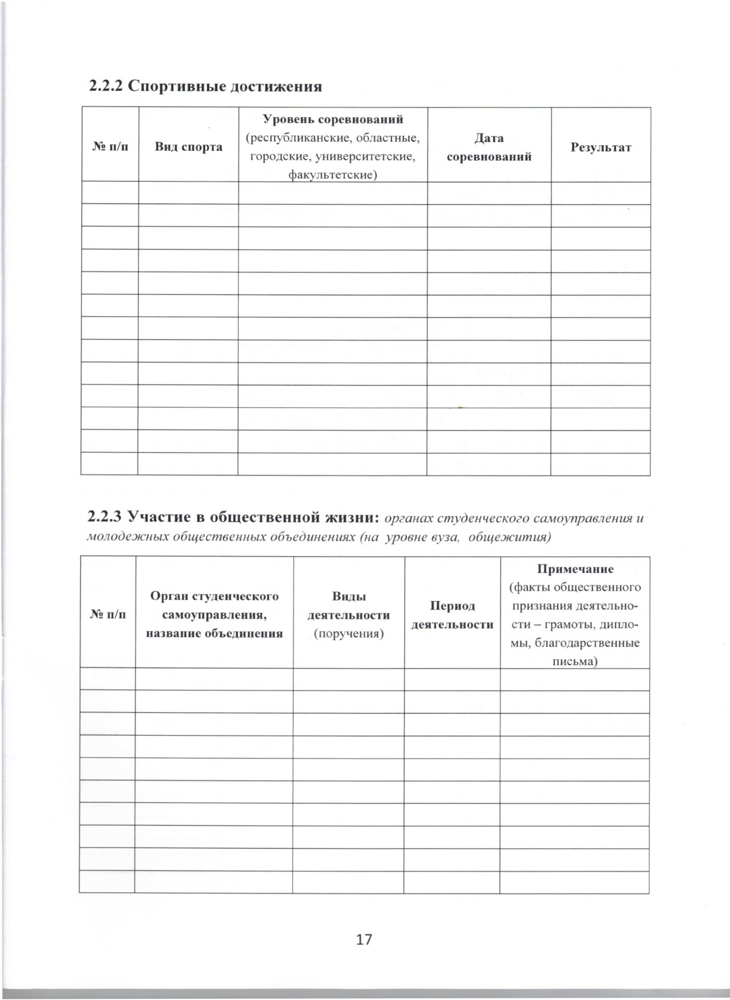 2.2.2 Спортивные достижения
№ п/п
Вид спорта
Уровень соревнований
(республиканские, областные,
городские, университетские,
факультетские)
Дата
соревнований
Результат
2.2.3 Участие в общественной жизни: органах студенческого самоуправления и
молодежных общественных объединениях (на уровне вуза, общежития)
№ п/п
Орган студенческого
самоуправления,
название объединения
Виды
деятельности
(поручения)
Период
деятельности
Примечание
(факты общественного
признания деятельно-
сти – грамоты, дипло-
мы, благодарственные
письма)
17